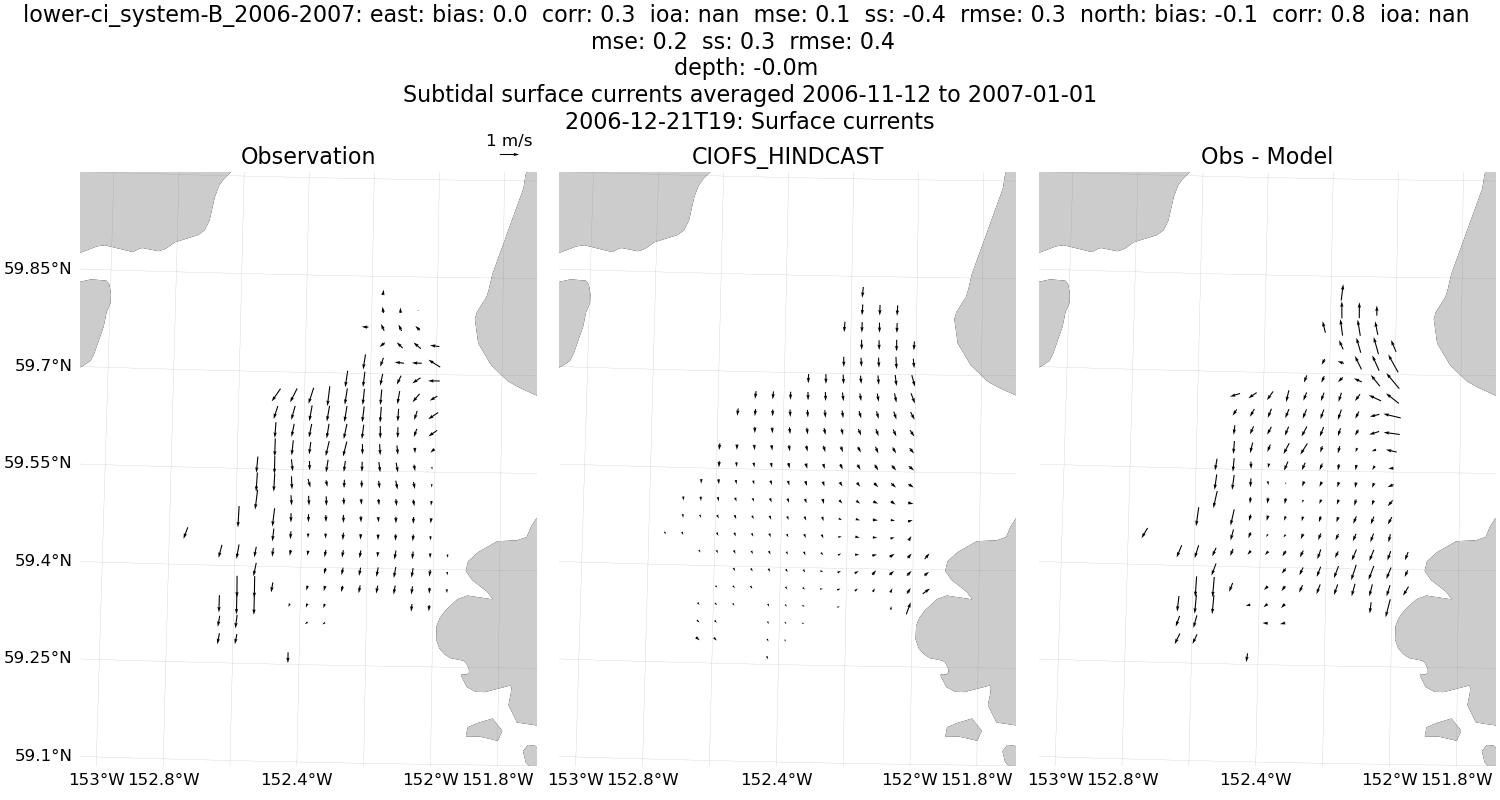 lower-ci_system-B_2006-2007: east: bias: 0.0  corr: 0.3  ioa: nan  mse: 0.1  ss: -0.4  rmse: 0.3  north: bias: -0.1  corr: 0.8  ioa: nan
mse: 0.2  ss: 0.3  rmse: 0.4
depth: -0.0m
Subtidal surface currents averaged 2006-11-12 to 2007-01-01
2006-12-21T19: Surface currents
1 m/s
Observation
CIOFS_HINDCAST
Obs - Model
59.85°N
59.7°N
59.55°N
59.4°N
59.25°N
59.1°N
153°W 152.8°W 152.4°W 152°W 151.8°W
153°W 152.8°W 152.4°W 152°W 151.8°W
153°W 152.8°W 152.4°W 152°W 151.8°W